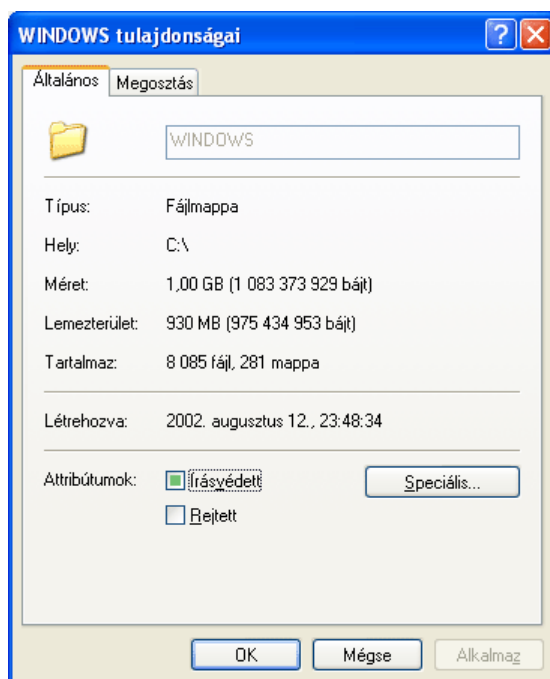 WINDOWS tulajdonságai
Általános
Megosztás
WINDOWS
Típus: Fájlmappa
Hely: C:\
Méret: 1,00 GB (1 083 373 929 bájt)
Lemezterület: 930 MB (975 434 953 bájt)
Tartalmaz: 8 085 fájl, 281 mappa
Létrehozva: 2002. augusztus 12., 23:48:34
Attribútumok: Írásvédett Speciális...
Rejtett
OK Mégse Alkalmaz